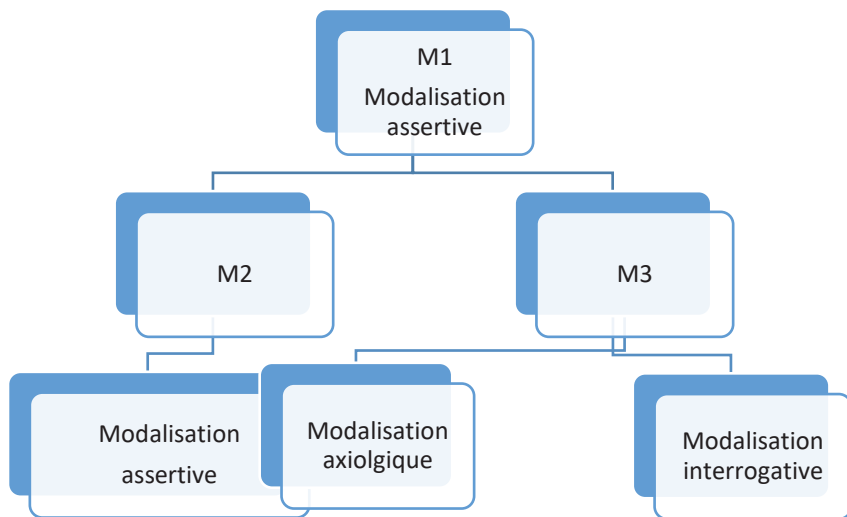 M1
Modalisation
assertive
M2
M3
Modalisation
assertive
Modalisation
axiolgique
Modalisation
interrogative